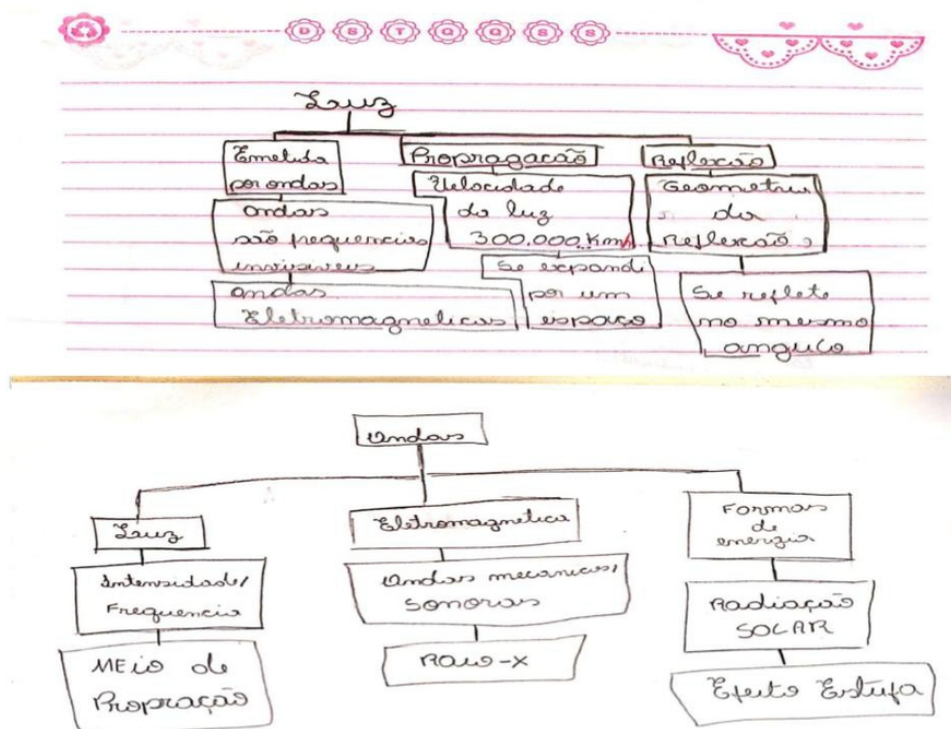 D S T Q Q S S
Luz
Emetida
por ondas
Propragacão
Reflexão
ondas
são frequencias
invisiveis
Velocidade
da luz
300.000 Km/
Geometria
da
Reflexão
ondas
Eletromagneticas
Se expandi
por um
espaço
Se reflete
no mesmo
angulo
Ondas
Luz
Eletromagnetica
Formas
de
energia
Intensidade/
Frequencia
Ondas mecanicas/
Sonoras
Radiação
SOLAR
MEio de
Propração
Raio-X
Efeito Estufa